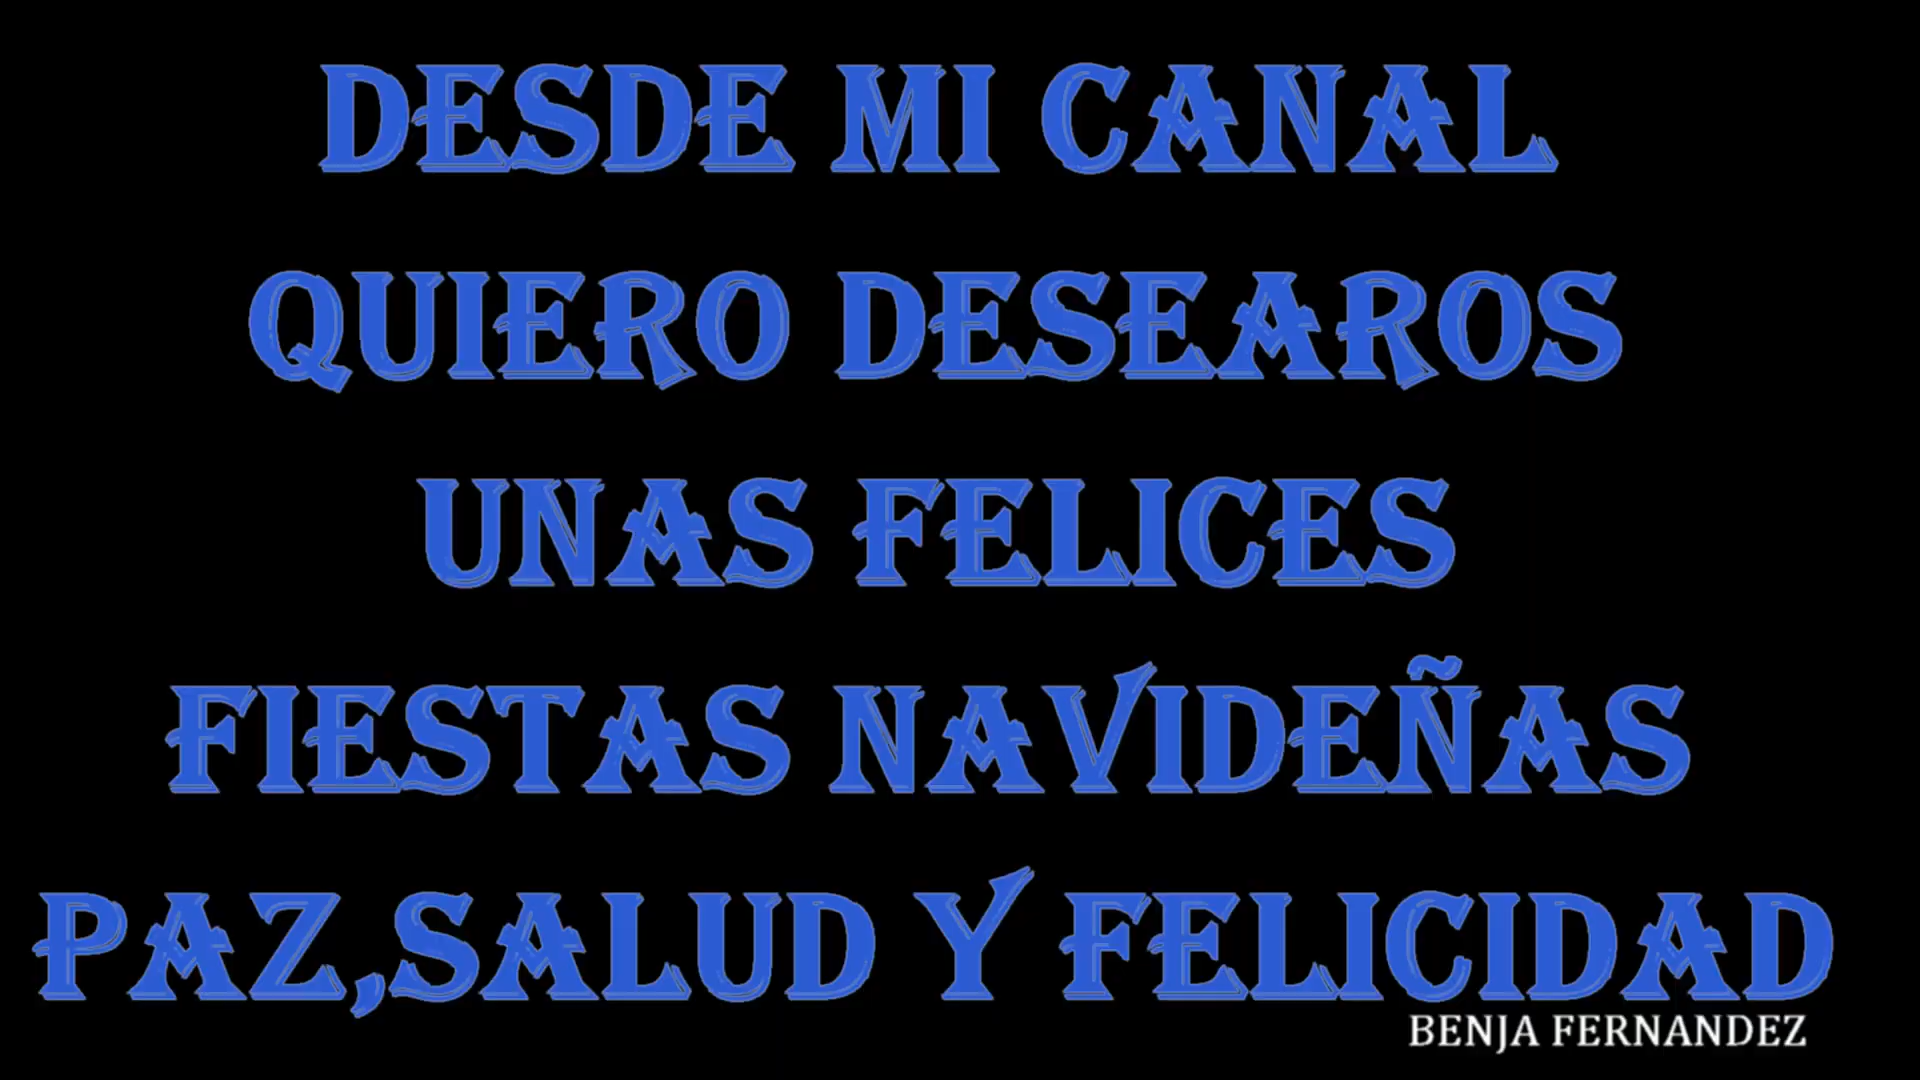 DESDE MI CANAL
QUIERO DESEAROS
UNAS FELICES
FIESTAS NAVIDEÑAS
PAZ,SALUD Y FELICIDAD
BENJA FERNANDEZ